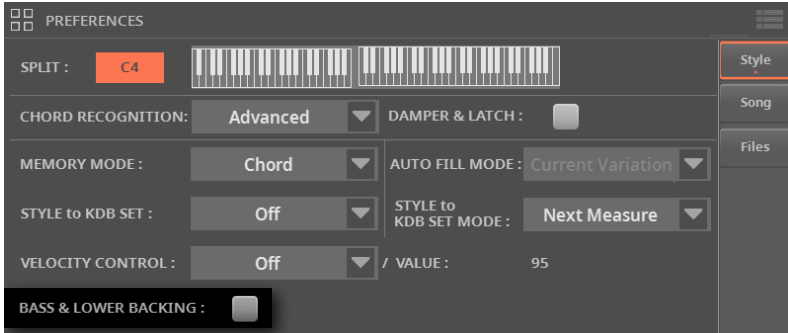 PREFERENCES
SPLIT : C4
Style
CHORD RECOGNITION: Advanced DAMPER & LATCH :
Song
MEMORY MODE : Chord AUTO FILL MODE : Current Variation
Files
STYLE to KDB SET : Off STYLE to
KDB SET MODE : Next Measure
VELOCITY CONTROL : Off / VALUE : 95
BASS & LOWER BACKING :